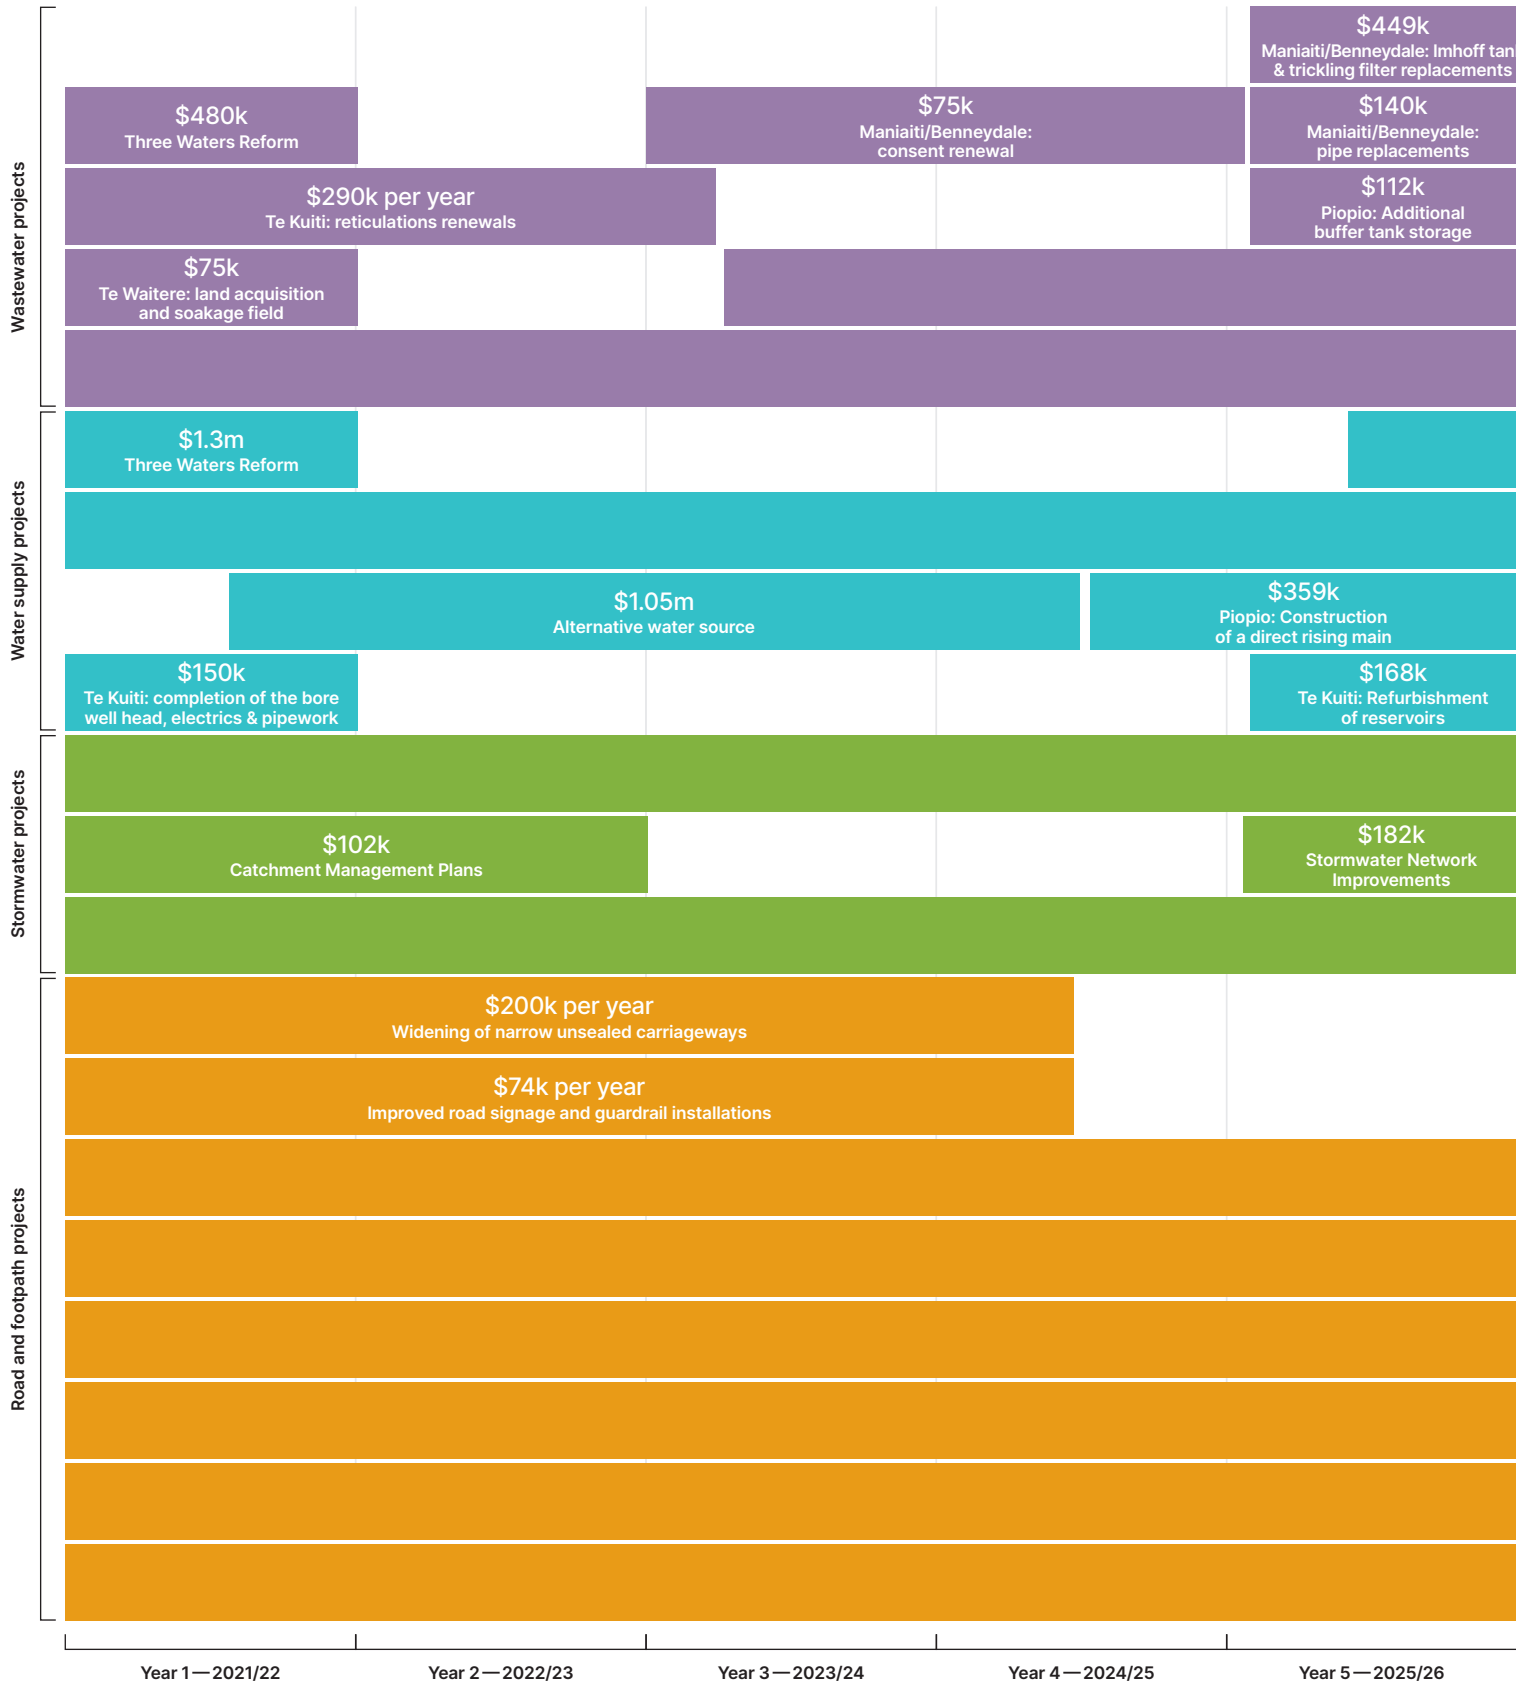 Wastewater projects
$449k
Maniaiti/Benneydale: Imhoff tan
& trickling filter replacements
$480k
Three Waters Reform
$75k
Maniaiti/Benneydale:
consent renewal
$140k
Maniaiti/Benneydale:
pipe replacements
$290k per year
Te Kuiti: reticulations renewals
$112k
Piopio: Additional
buffer tank storage
$75k
Te Waitere: land acquisition
and soakage field
Water supply projects
$1.3m
Three Waters Reform
$1.05m
Alternative water source
$359k
Piopio: Construction
of a direct rising main
$150k
Te Kuiti: completion of the bore
well head, electrics & pipework
$168k
Te Kuiti: Refurbishment
of reservoirs
Stormwater projects
$102k
Catchment Management Plans
$182k
Stormwater Network
Improvements
Road and footpath projects
$200k per year
Widening of narrow unsealed carriageways
$74k per year
Improved road signage and guardrail installations
Year 1—2021/22
Year 2—2022/23
Year 3—2023/24
Year 4—2024/25
Year 5—2025/26